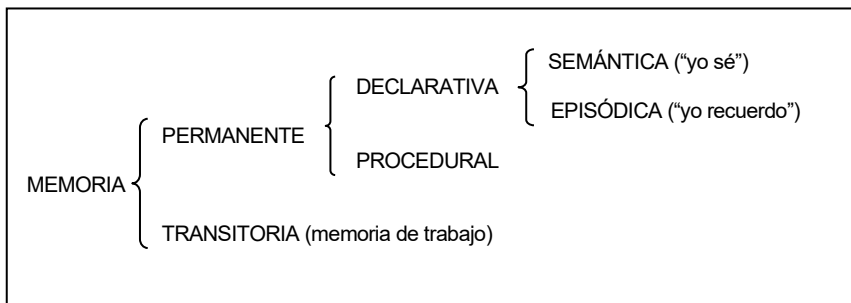 SEMÁNTICA (“yo sé”)
DECLARATIVA
EPISÓDICA (“yo recuerdo”)
PERMANENTE
PROCEDURAL
MEMORIA
TRANSITORIA (memoria de trabajo)